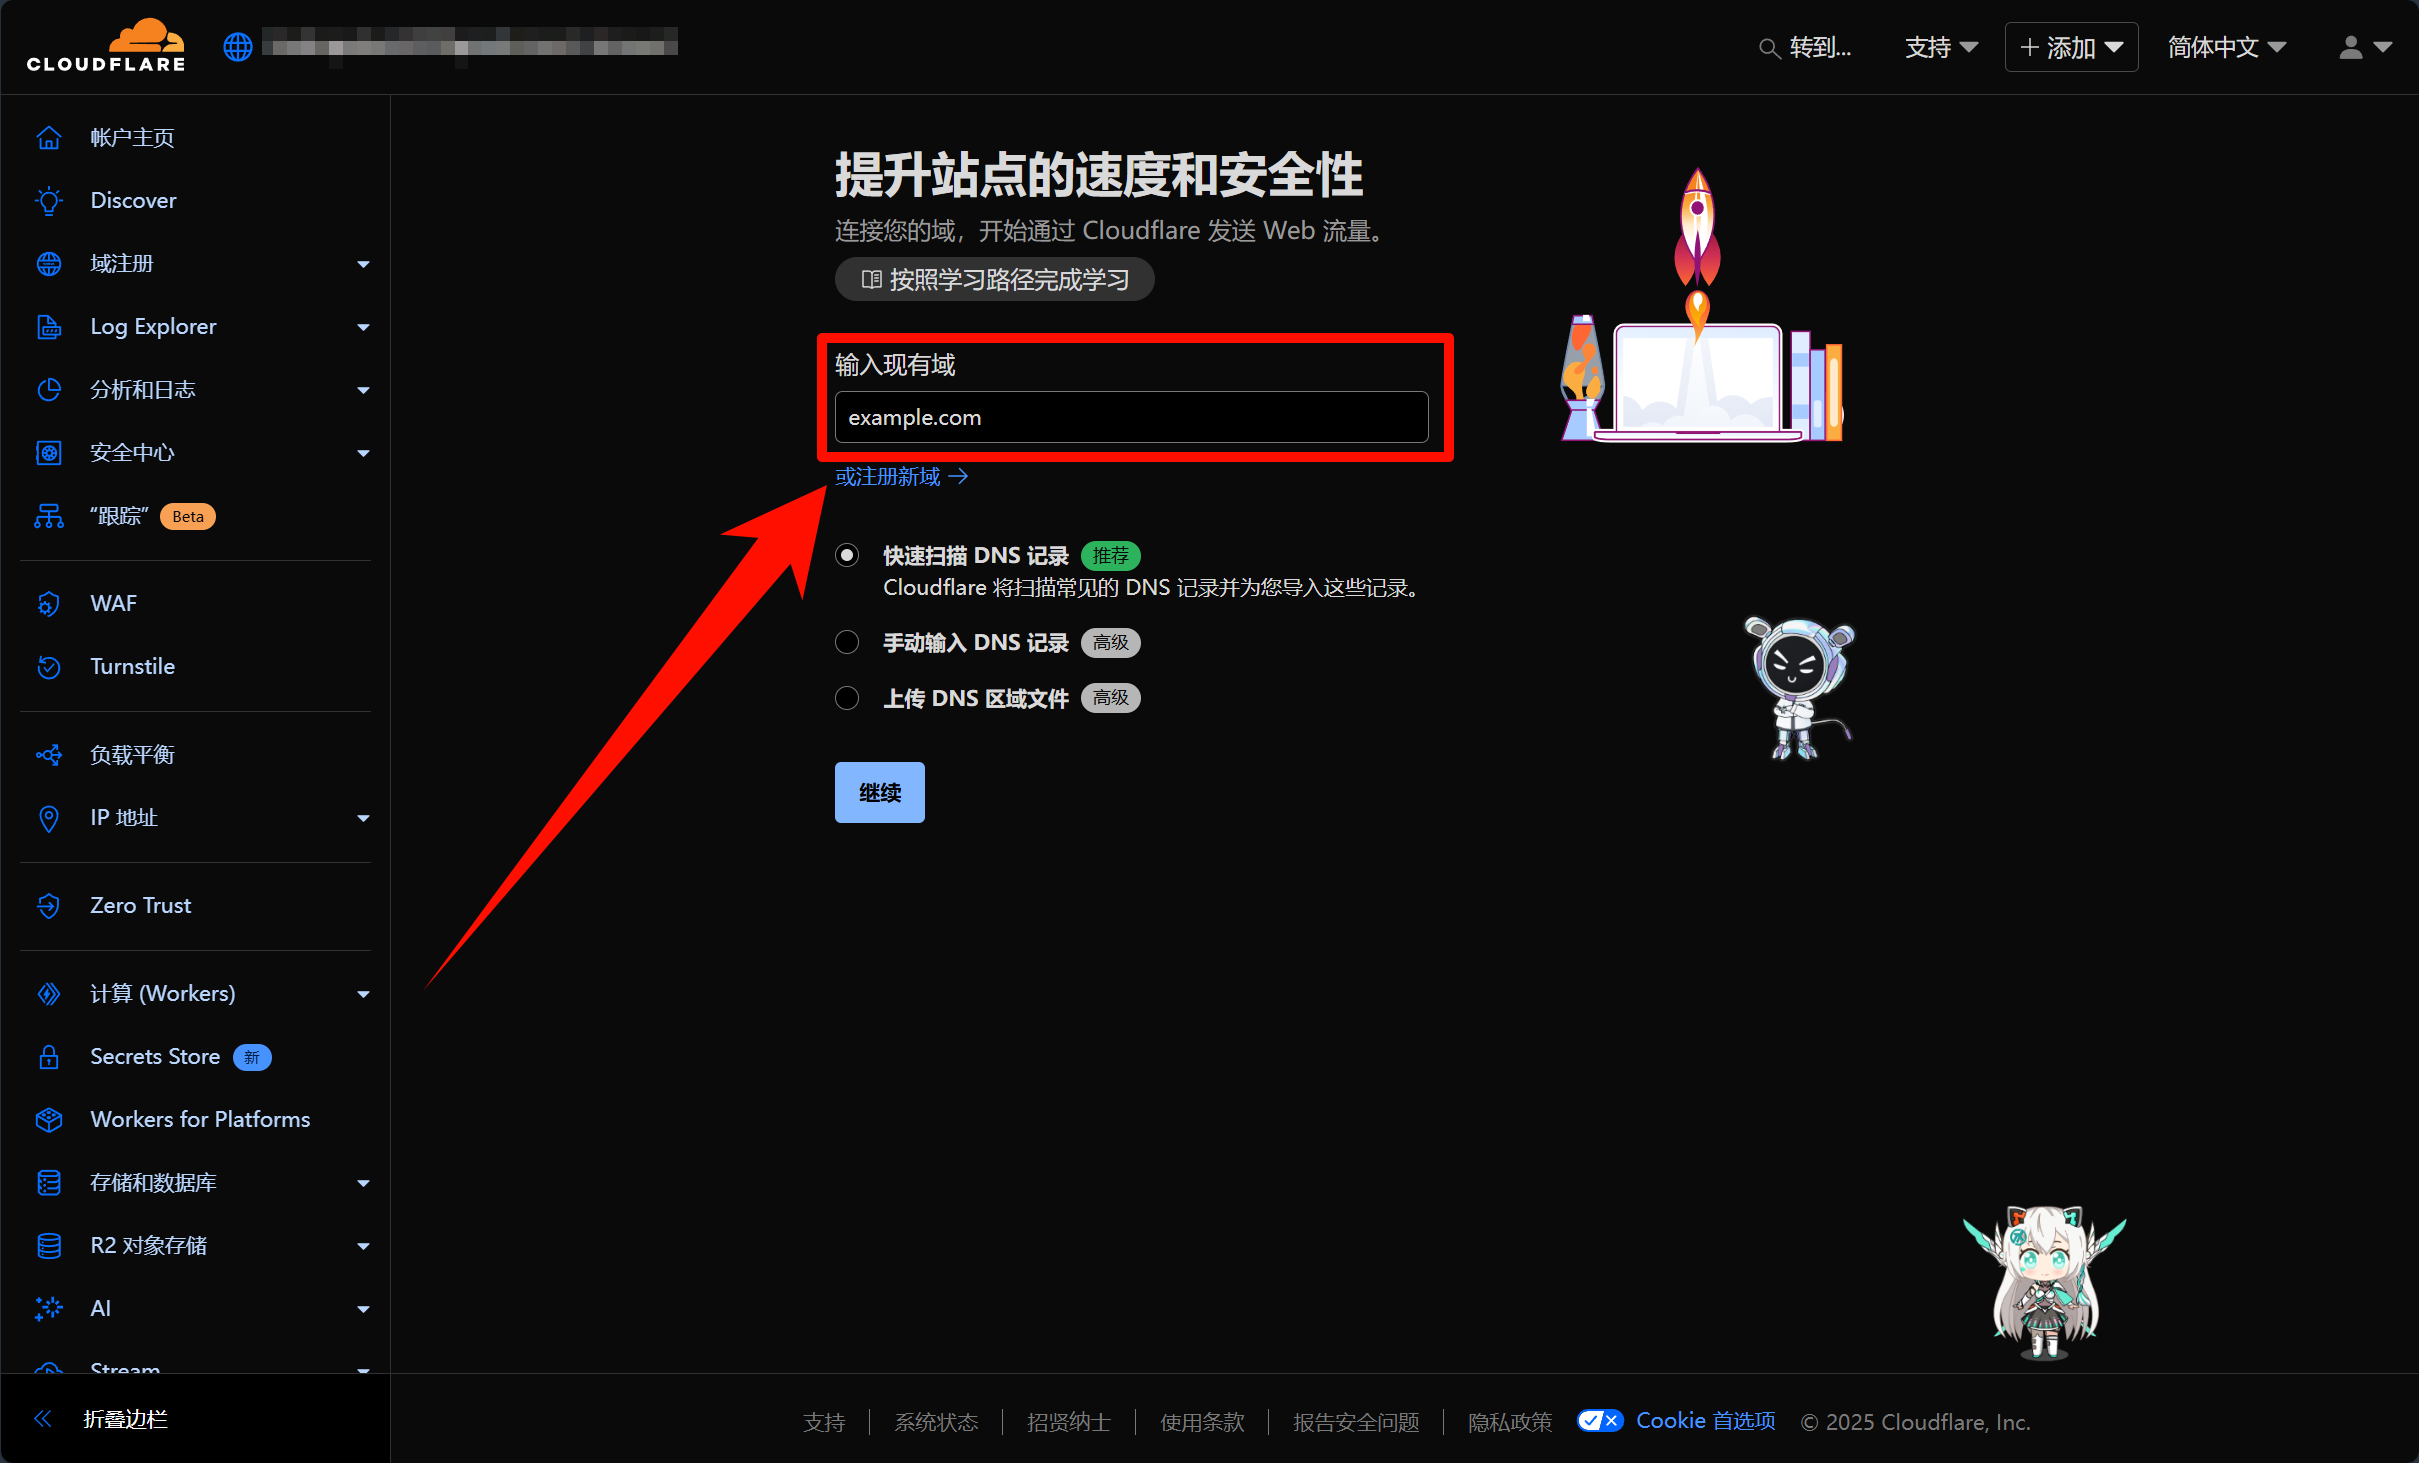 CLOUDFLARE
转到...
支持
添加
简体中文
帐户主页
Discover
域注册
Log Explorer
分析和日志
安全中心
“跟踪” Beta
WAF
Turnstile
负载平衡
IP 地址
Zero Trust
计算 (Workers)
Secrets Store 新
Workers for Platforms
存储和数据库
R2 对象存储
AI
Stream
折叠边栏
提升站点的速度和安全性
连接您的域，开始通过 Cloudflare 发送 Web 流量。
按照学习路径完成学习
输入现有域
example.com
或注册新域
快速扫描 DNS 记录 推荐
Cloudflare 将扫描常见的 DNS 记录并为您导入这些记录。
手动输入 DNS 记录 高级
上传 DNS 区域文件 高级
继续
支持 系统状态 招贤纳士 使用条款 报告安全问题 隐私政策 Cookie 首选项 © 2025 Cloudflare, Inc.